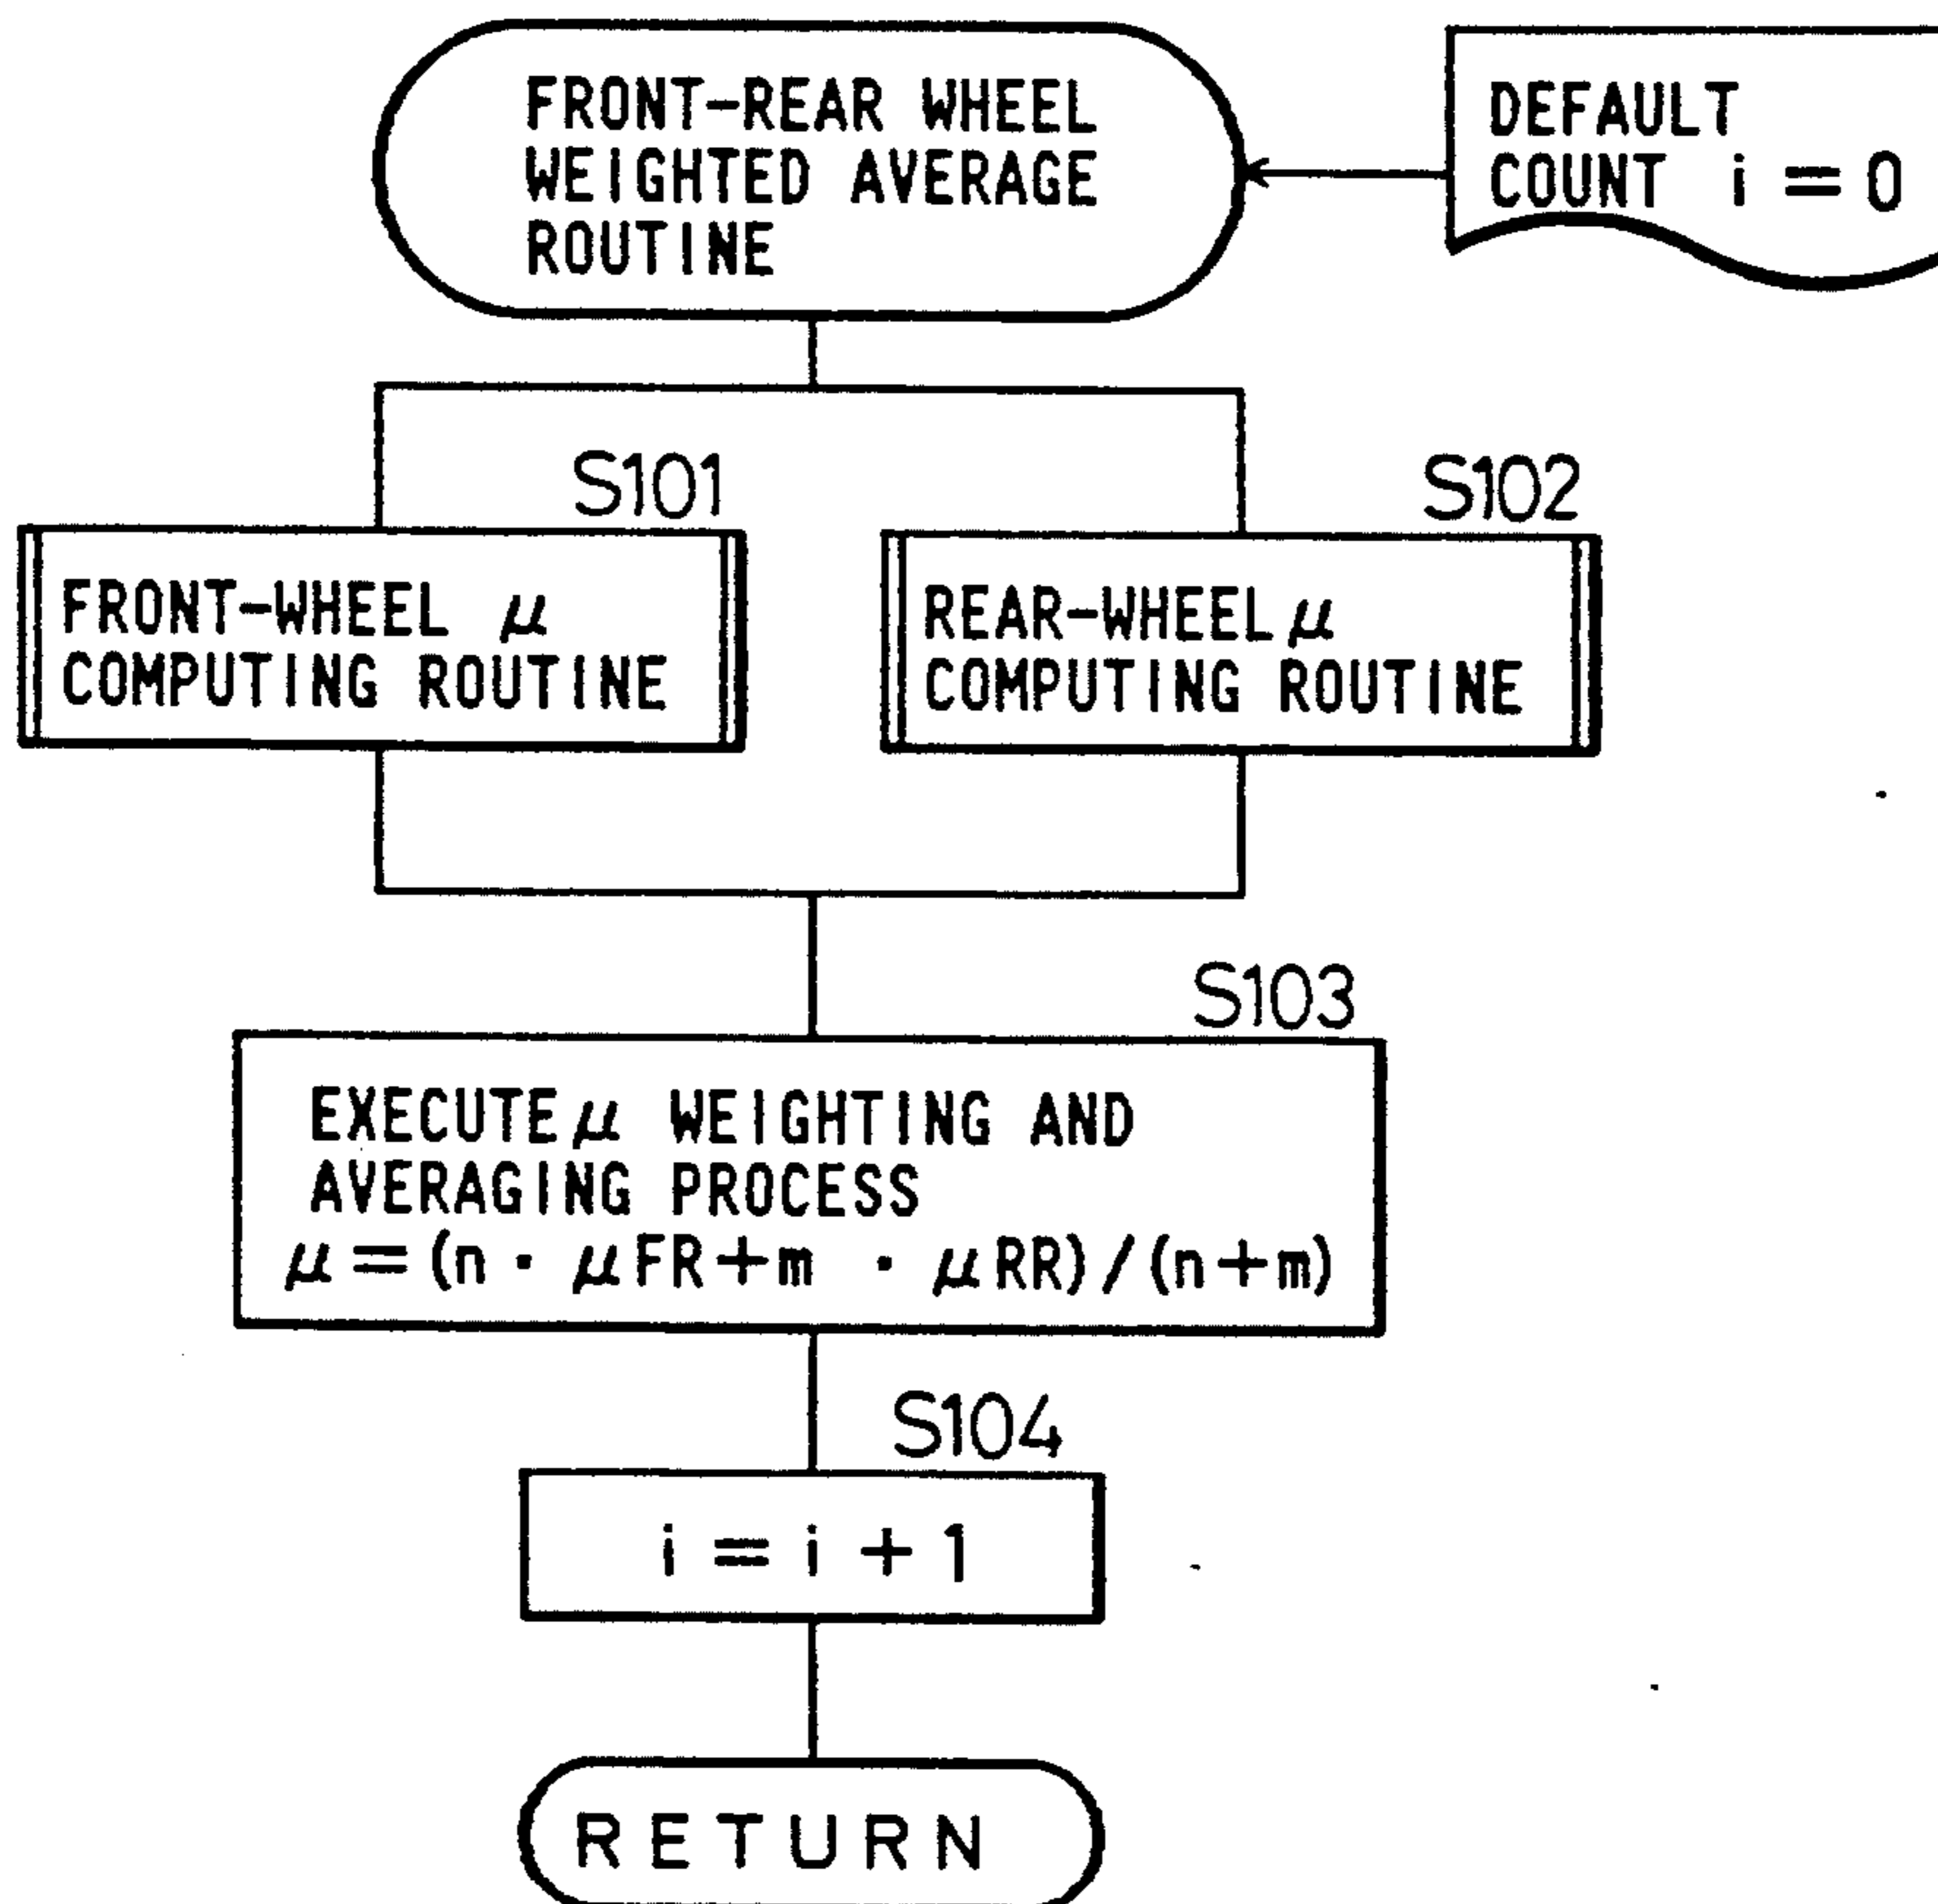 FRONT-REAR WHEEL
WEIGHTED AVERAGE
ROUTINE
DEFAULT
COUNT i = 0
S101
S102
FRONT-WHEEL μ
COMPUTING ROUTINE
REAR-WHEEL μ
COMPUTING ROUTINE
S103
EXECUTE μ WEIGHTING AND
AVERAGING PROCESS
μ = (n · μFR + m · μRR) / (n + m)
S104
i = i + 1
RETURN